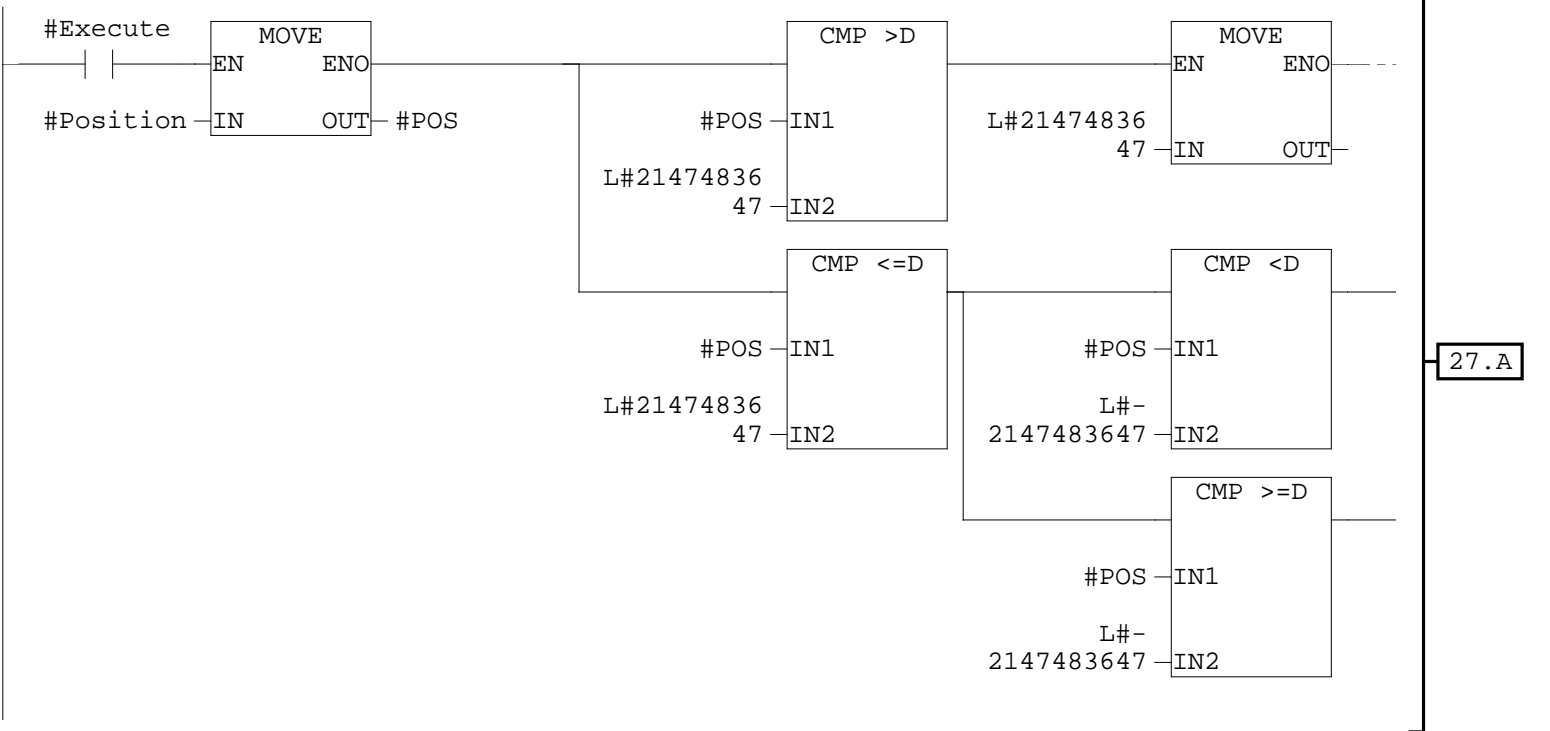 #Execute
MOVE
EN ENO
#Position IN OUT #POS
CMP >D
#POS IN1
L#21474836
47 IN2
MOVE
EN ENO
L#21474836
47 IN OUT
CMP <=D
#POS IN1
L#21474836
47 IN2
CMP <D
#POS IN1
L#-
2147483647 IN2
CMP >=D
#POS IN1
L#-
2147483647 IN2
27.A